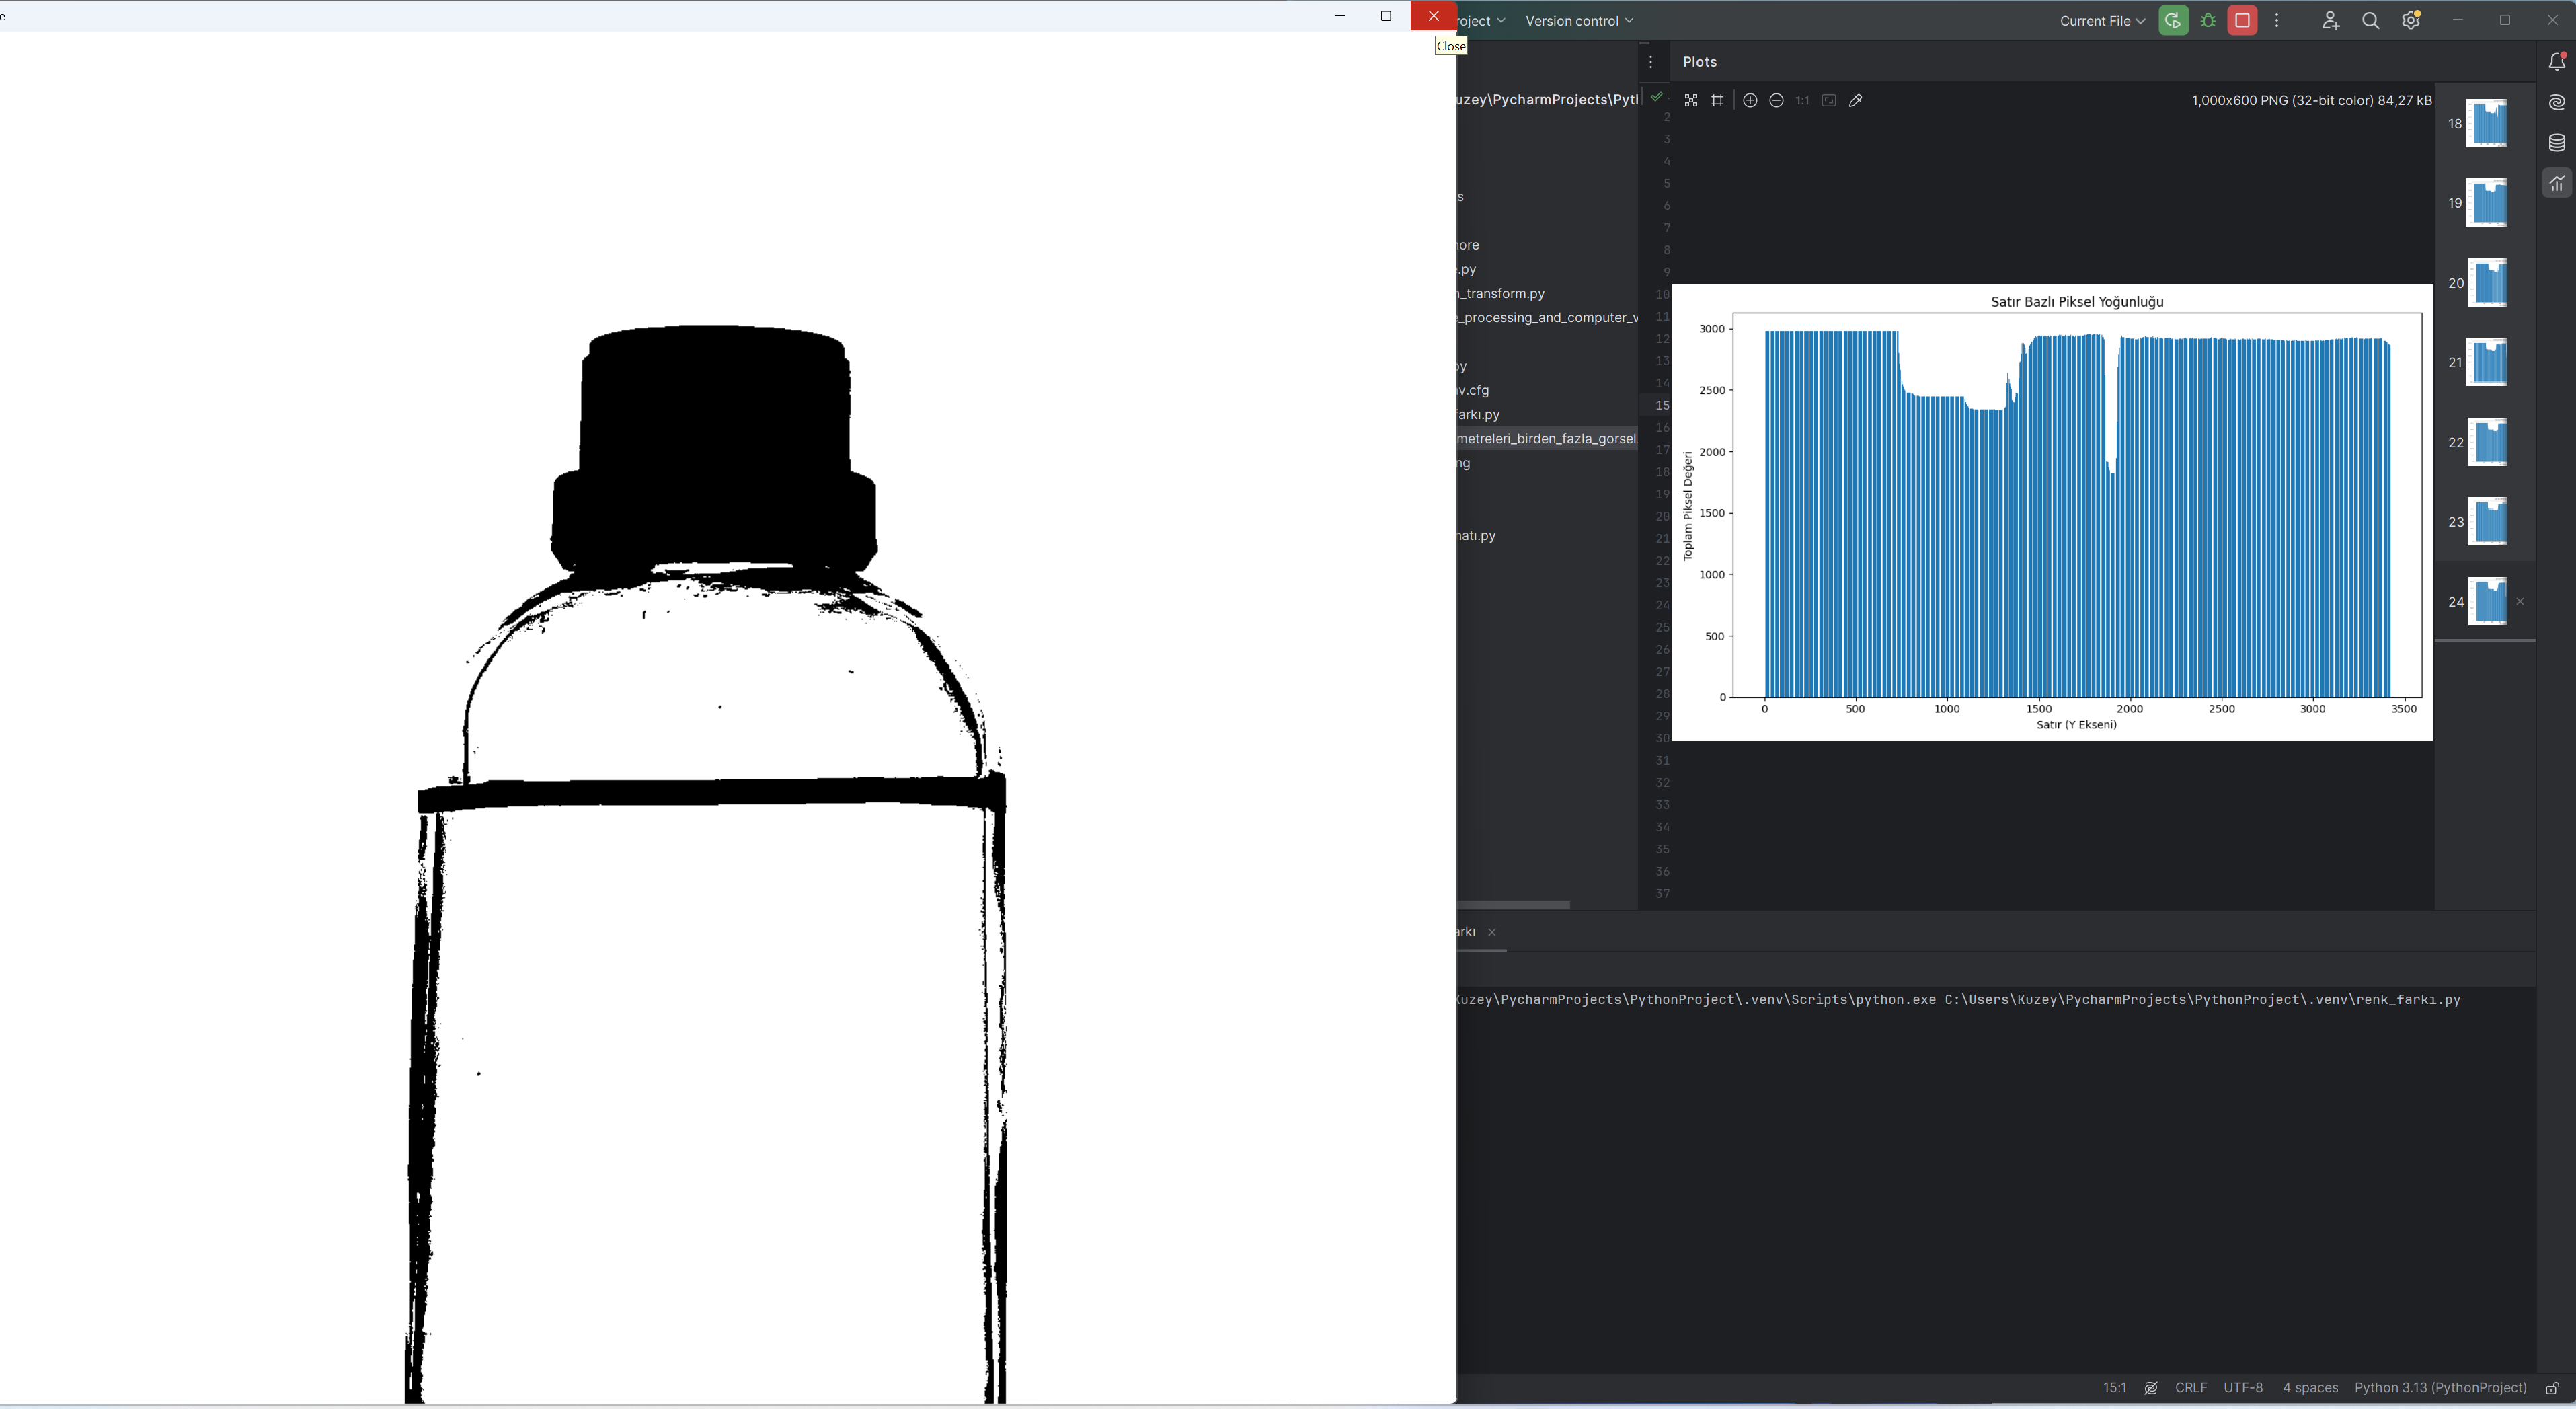 e
Close
roject
Version control
Current File
Plots
uzey\PycharmProjects\Pytl
1:1
1,000x600 PNG (32-bit color) 84,27 kB
s
nore
.py
n_transform.py
_processing_and_computer_v
oy
v.cfg
arkı.py
metreleri_birden_fazla_gorsel
ng
natı.py
2
3
4
5
6
7
8
9
10
11
12
13
14
15
16
17
18
19
20
21
22
23
24
25
26
27
28
29
30
31
32
33
34
35
36
37
Satır Bazlı Piksel Yoğunluğu
Toplam Piksel Değeri
3000
2500
2000
1500
1000
500
0
0 500 1000 1500 2000 2500 3000 3500
Satır (Y Ekseni)
18
19
20
21
22
23
24
arkı
Kuzey\PycharmProjects\PythonProject\.venv\Scripts\python.exe C:\Users\Kuzey\PycharmProjects\PythonProject\.venv\renk_farkı.py
15:1 CRLF UTF-8 4 spaces Python 3.13 (PythonProject)